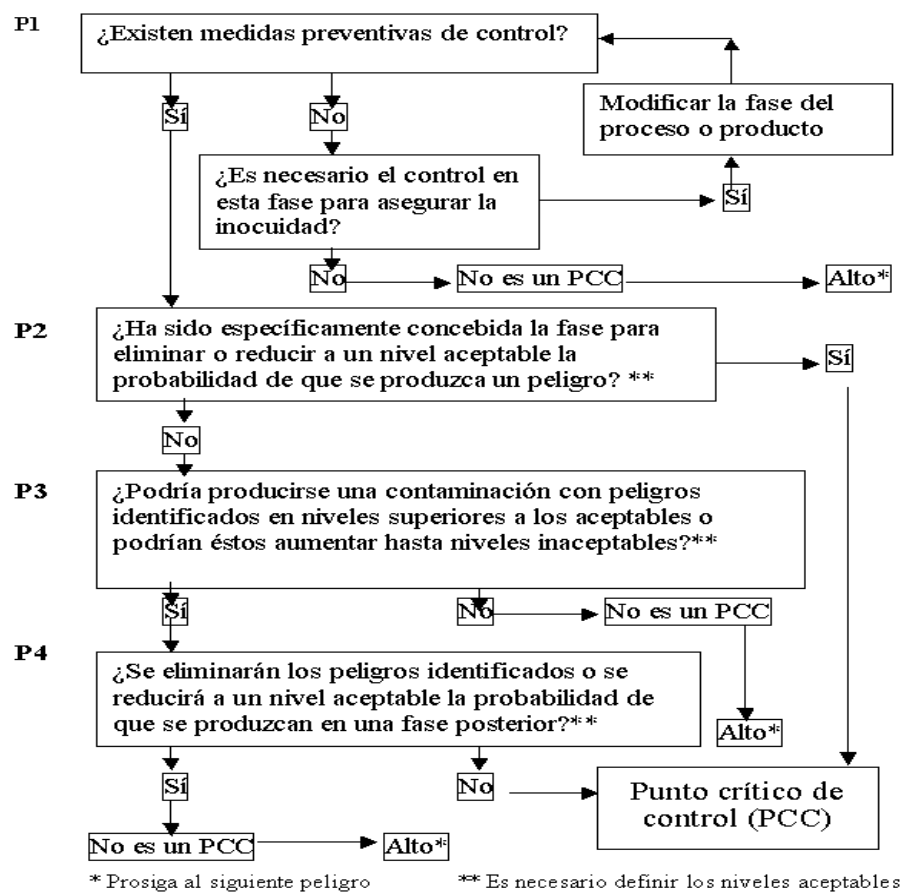 P1
¿Existen medidas preventivas de control?
Sí
No
Modificar la fase del
proceso o producto
¿Es necesario el control en
esta fase para asegurar la
inocuidad?
Sí
No
No es un PCC
Alto*
P2
¿Ha sido específicamente concebida la fase para
eliminar o reducir a un nivel aceptable la
probabilidad de que se produzca un peligro? **
Sí
No
P3
¿Podría producirse una contaminación con peligros
identificados en niveles superiores a los aceptables o
podrían éstos aumentar hasta niveles inaceptables?**
Sí
No
No es un PCC
Alto*
P4
¿Se eliminarán los peligros identificados o se
reducirá a un nivel aceptable la probabilidad de
que se produzcan en una fase posterior?**
Sí
No
Punto crítico de
control (PCC)
No es un PCC
Alto*
* Prosiga al siguiente peligro
** Es necesario definir los niveles aceptables